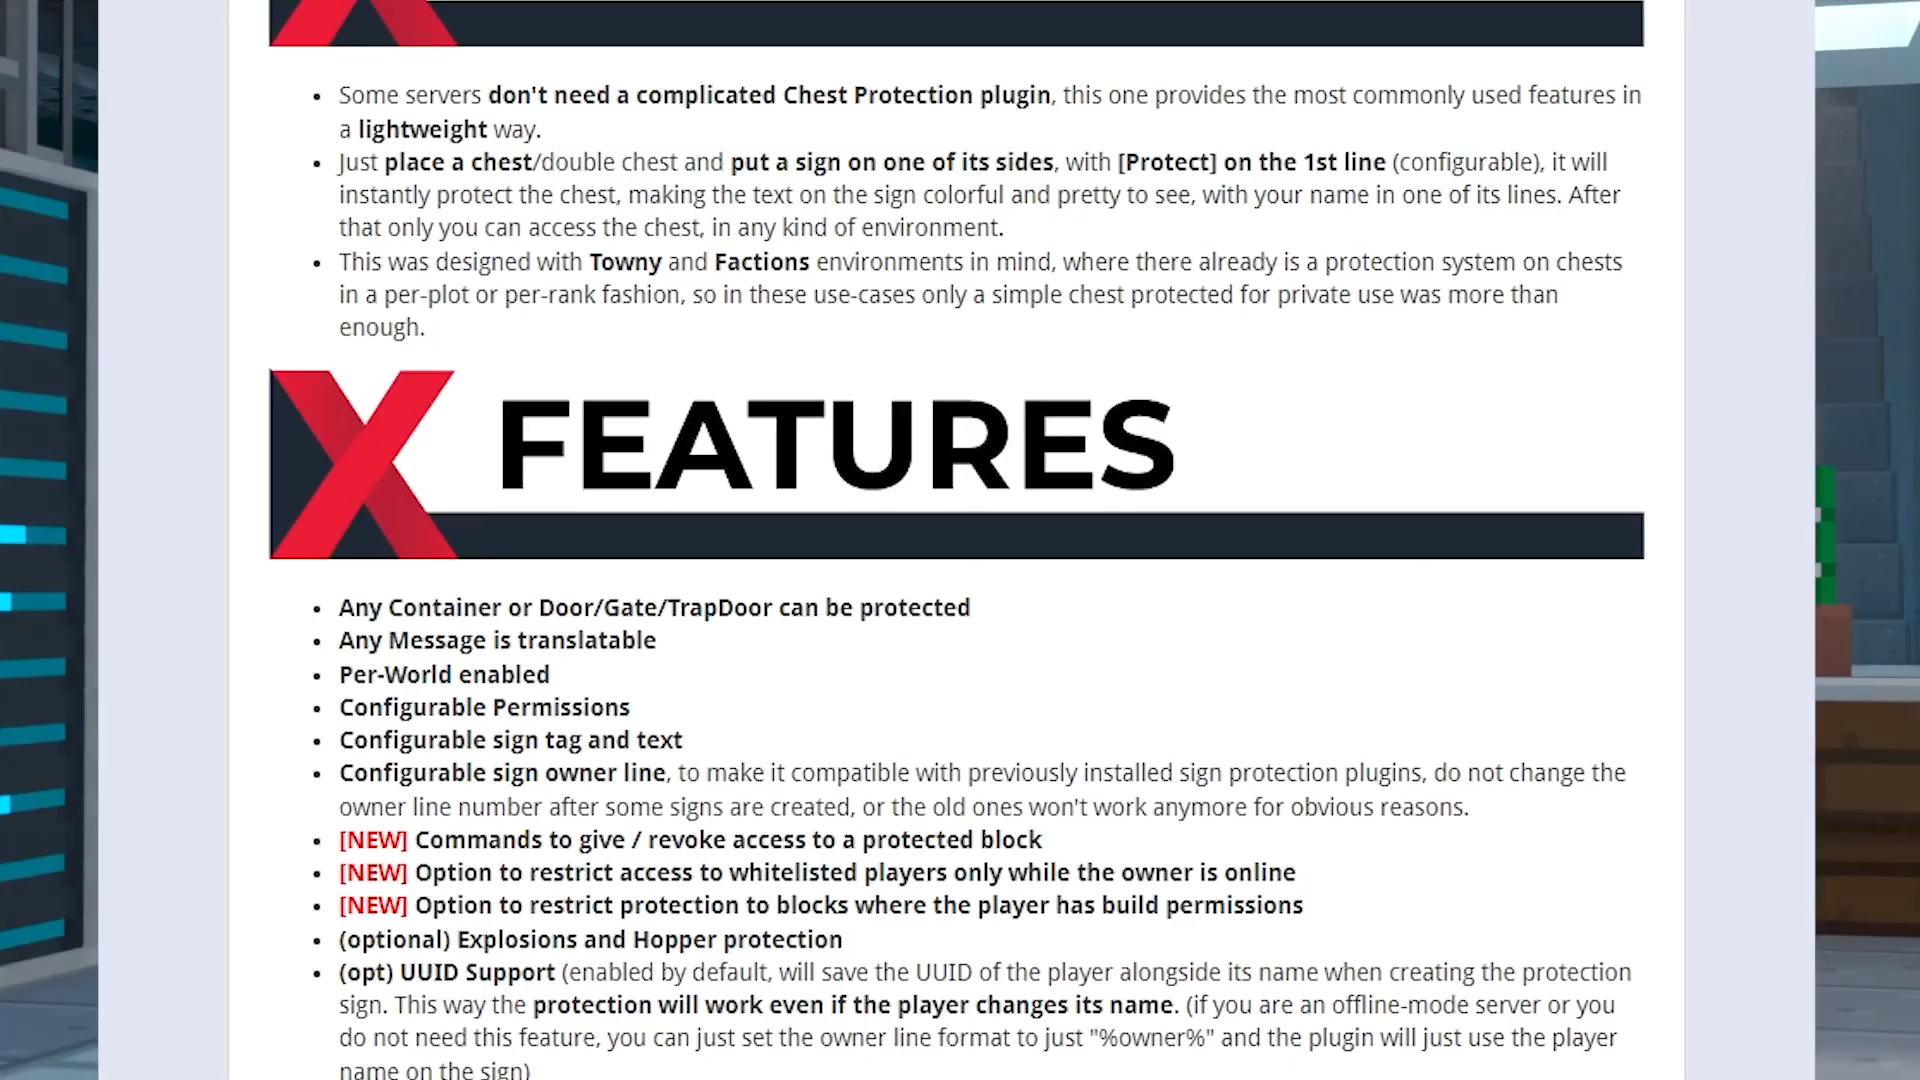 Some servers don't need a complicated Chest Protection plugin, this one provides the most commonly used features in
a lightweight way.
Just place a chest/double chest and put a sign on one of its sides, with [Protect] on the 1st line (configurable), it will
instantly protect the chest, making the text on the sign colorful and pretty to see, with your name in one of its lines. After
that only you can access the chest, in any kind of environment.
This was designed with Towny and Factions environments in mind, where there already is a protection system on chests
in a per-plot or per-rank fashion, so in these use-cases only a simple chest protected for private use was more than
enough.
X FEATURES
Any Container or Door/Gate/TrapDoor can be protected
Any Message is translatable
Per-World enabled
Configurable Permissions
Configurable sign tag and text
Configurable sign owner line, to make it compatible with previously installed sign protection plugins, do not change the
owner line number after some signs are created, or the old ones won't work anymore for obvious reasons.
[NEW] Commands to give / revoke access to a protected block
[NEW] Option to restrict access to whitelisted players only while the owner is online
[NEW] Option to restrict protection to blocks where the player has build permissions
(optional) Explosions and Hopper protection
(opt) UUID Support (enabled by default, will save the UUID of the player alongside its name when creating the protection
sign. This way the protection will work even if the player changes its name. (if you are an offline-mode server or you
do not need this feature, you can just set the owner line format to just "%owner%" and the plugin will just use the player
name on the sign)